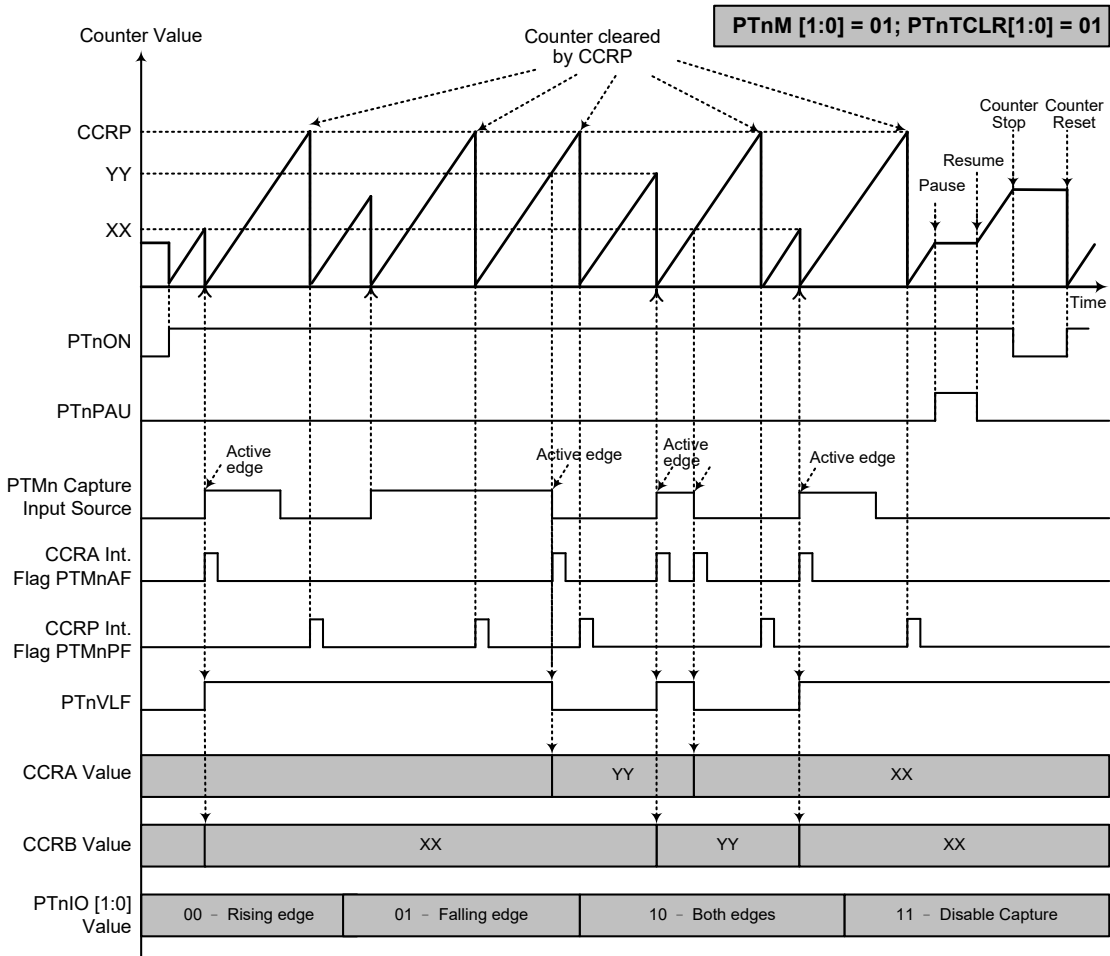 PTnM [1:0] = 01; PTnTCLR[1:0] = 01
Counter Value
Counter cleared
by CCRP
Counter
Stop
Counter
Reset
CCRP
YY
Resume
Pause
XX
Time
PTnON
PTnPAU
Active
edge
Active edge
Active
edge
Active edge
PTMn Capture
Input Source
CCRA Int.
Flag PTMnAF
CCRP Int.
Flag PTMnPF
PTnVLF
CCRA Value
YY
XX
CCRB Value
XX
YY
XX
PTnIO [1:0]
Value
00 – Rising edge
01 – Falling edge
10 – Both edges
11 – Disable Capture